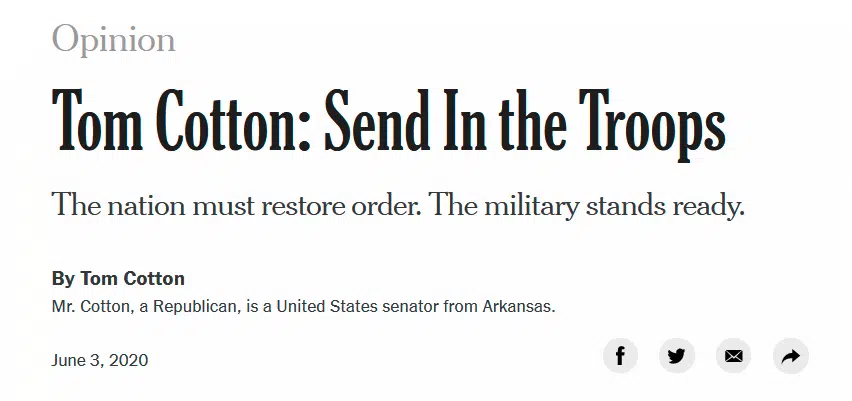 Opinion
Tom Cotton: Send In the Troops
The nation must restore order. The military stands ready.
By Tom Cotton
Mr. Cotton, a Republican, is a United States senator from Arkansas.
June 3, 2020